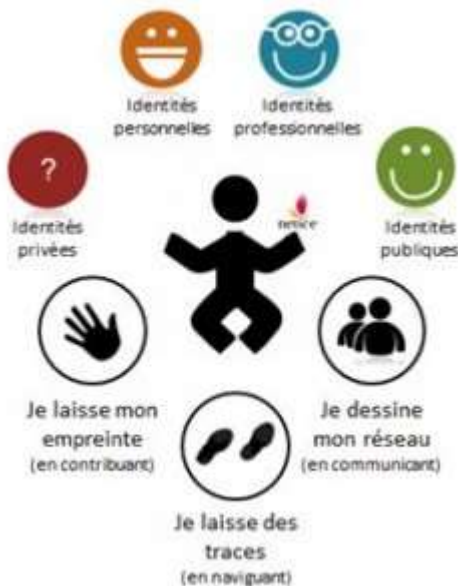 Identités
personnelles
Identités
professionnelles
?
Identités
privées
netice
Identités
publiques
Je laisse mon
empreinte
(en contribuant)
Je dessine
mon réseau
(en communicant)
Je laisse des
traces
(en naviguant)